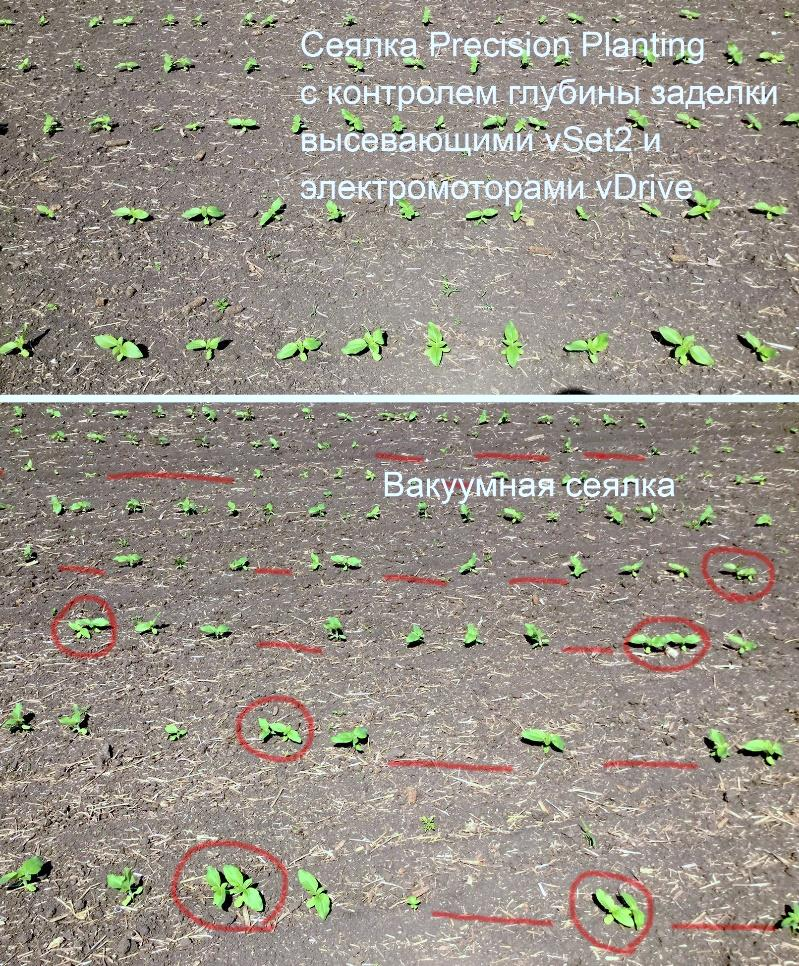 Сеялка Precision Planting
с контролем глубины заделки
высевающими vSet2 и
электромоторами vDrive
Вакуумная сеялка